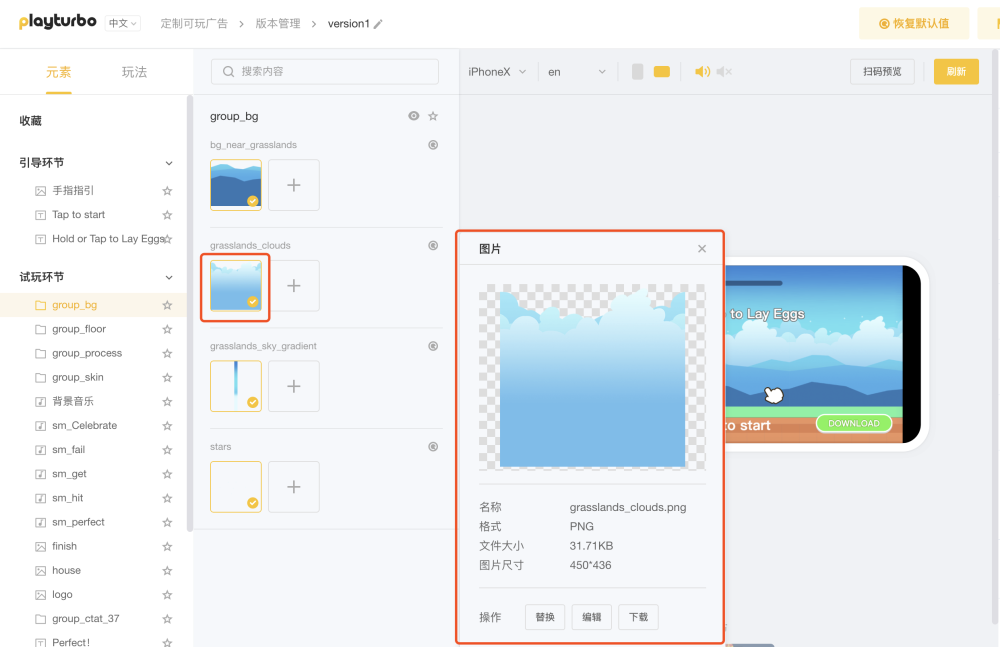 playturbo 中文 定制可玩广告 版本管理 version1 恢复默认值
元素 玩法 搜索内容 iPhoneX en 扫码预览 刷新
收藏
引导环节
手指指引
Tap to start
Hold or Tap to Lay Eggs
试玩环节
group_bg
group_floor
group_process
group_skin
背景音乐
sm_Celebrate
sm_fail
sm_get
sm_hit
sm_perfect
finish
house
logo
group_ctat_37
Perfect!
group_bg
bg_near_grasslands
grasslands_clouds
grasslands_sky_gradient
stars
图片
名称 grasslands_clouds.png
格式 PNG
文件大小 31.71KB
图片尺寸 450*436
操作 替换 编辑 下载
to Lay Eggs
to start DOWNLOAD